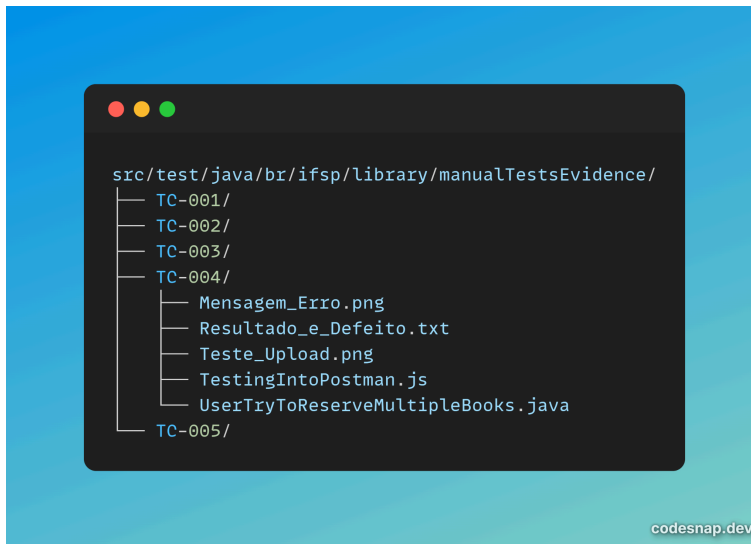 src/test/java/br/ifsp/library/manualTestsEvidence/
├── TC-001/
├── TC-002/
├── TC-003/
├── TC-004/
│   ├── Mensagem_Erro.png
│   ├── Resultado_e_Defeito.txt
│   ├── Teste_Upload.png
│   ├── TestingIntoPostman.js
│   └── UserTryToReserveMultipleBooks.java
└── TC-005/
codesnap.dev